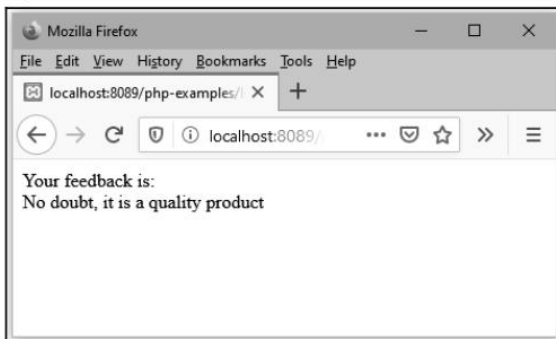 Mozilla Firefox
File Edit View History Bookmarks Tools Help
localhost:8089/php-examples/
localhost:8089/
Your feedback is:
No doubt, it is a quality product